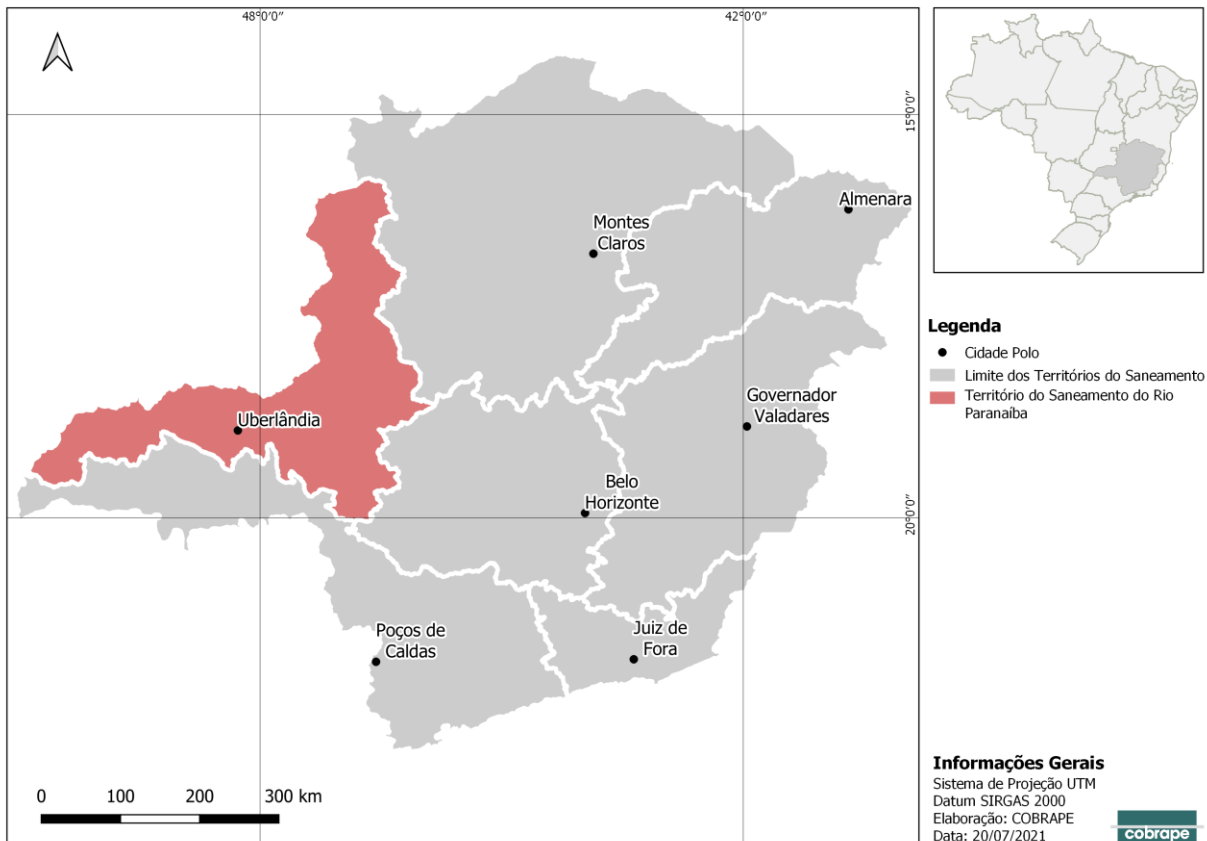 48°0'0"
42°0'0"
15°0'0"
Almenara
Montes
Claros
Uberlândia
Governador
Valadares
Belo
Horizonte
20°0'0"
Poços de
Caldas
Juiz de
Fora
0 100 200 300 km
Legenda
Cidade Polo
Limite dos Territórios do Saneamento
Território do Saneamento do Rio
Paranaíba
Informações Gerais
Sistema de Projeção UTM
Datum SIRGAS 2000
Elaboração: COBRAPE
Data: 20/07/2021
cobrape